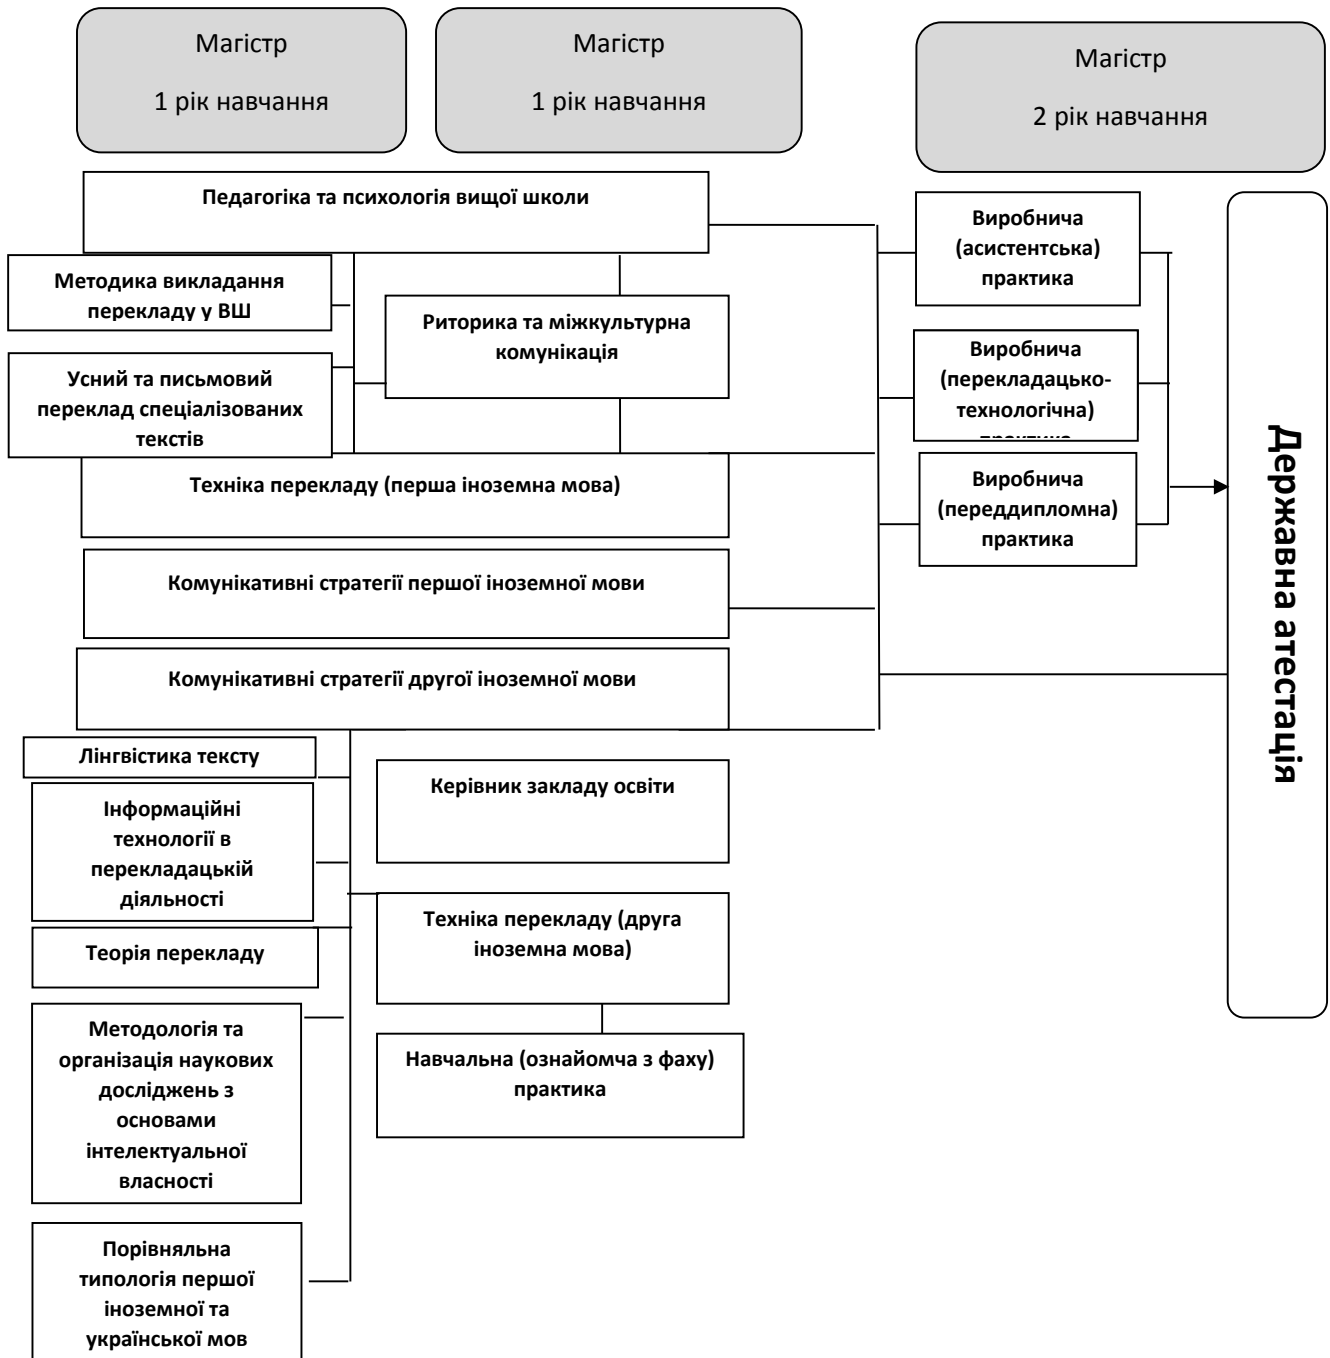 Магістр
1 рік навчання
Магістр
1 рік навчання
Магістр
2 рік навчання
Педагогіка та психологія вищої школи
Методика викладання
перекладу у ВШ
Риторика та міжкультурна
комунікація
Усний та письмовий
переклад спеціалізованих
текстів
Техніка перекладу (перша іноземна мова)
Комунікативні стратегії першої іноземної мови
Комунікативні стратегії другої іноземної мови
Лінгвістика тексту
Інформаційні
технології в
перекладацькій
діяльності
Теорія перекладу
Методологія та
організація наукових
досліджень з
основами
інтелектуальної
власності
Порівняльна
типологія першої
іноземної та
української мов
Керівник закладу освіти
Техніка перекладу (друга
іноземна мова)
Навчальна (ознайомча з фаху)
практика
Виробнича
(асистентська)
практика
Виробнича
(перекладацько-
технологічна)
практика
Виробнича
(переддипломна)
практика
Державна атестація